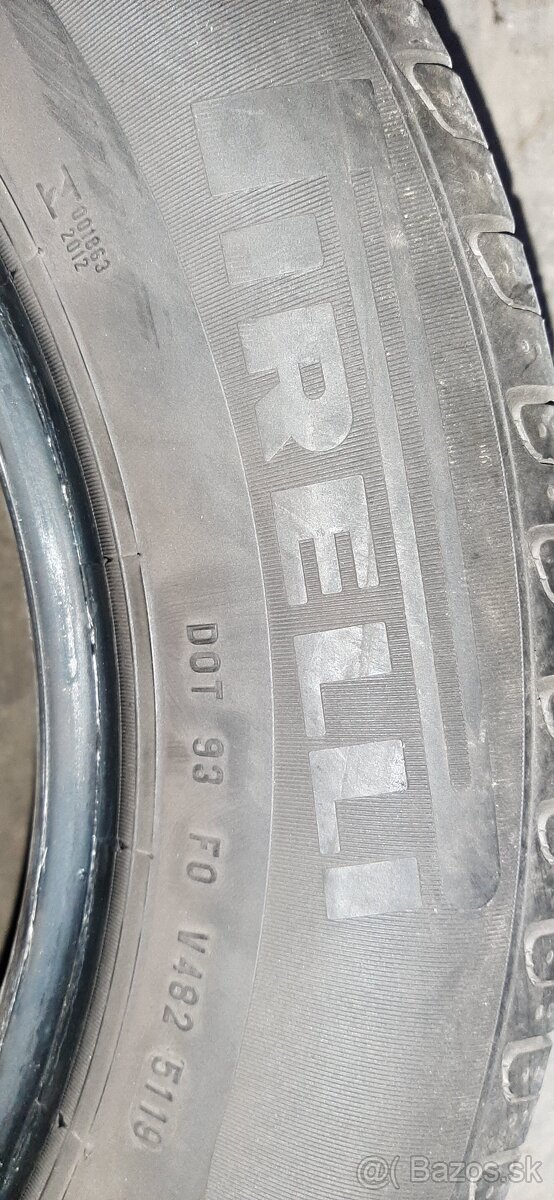 PIRELLI
001863
2012
DOT 93 F0 V482 5119
@( Bazos.sk